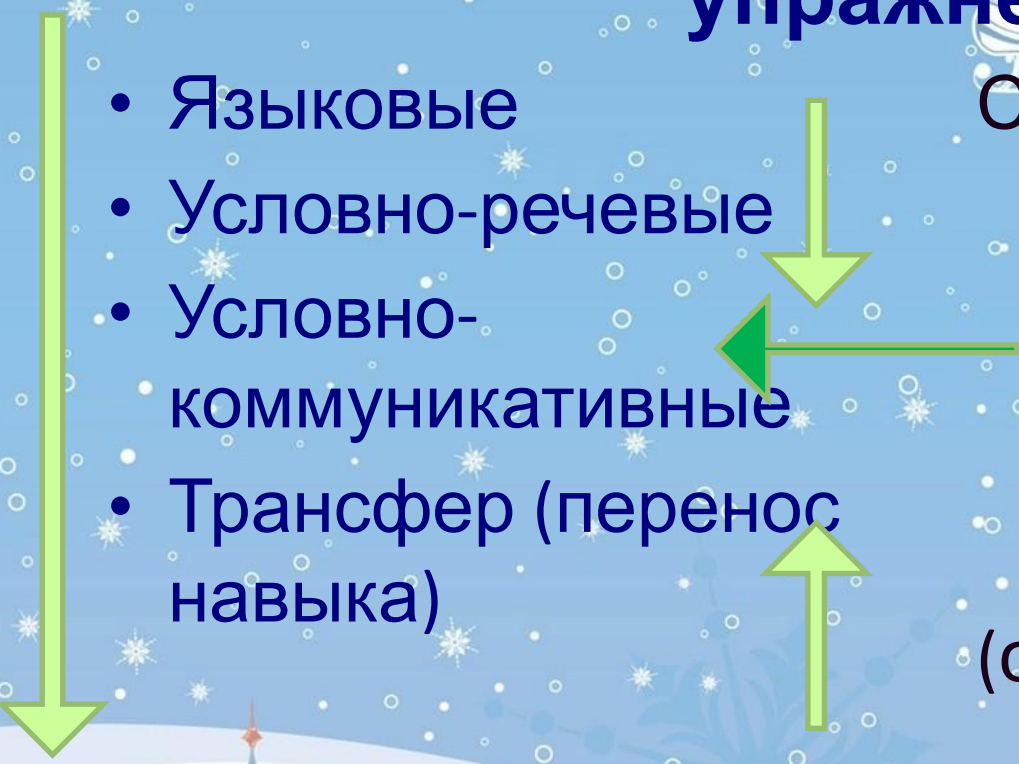 • Языковые
• Условно-речевые
• Условно-
коммуникативные
• Трансфер (перенос
навыка)